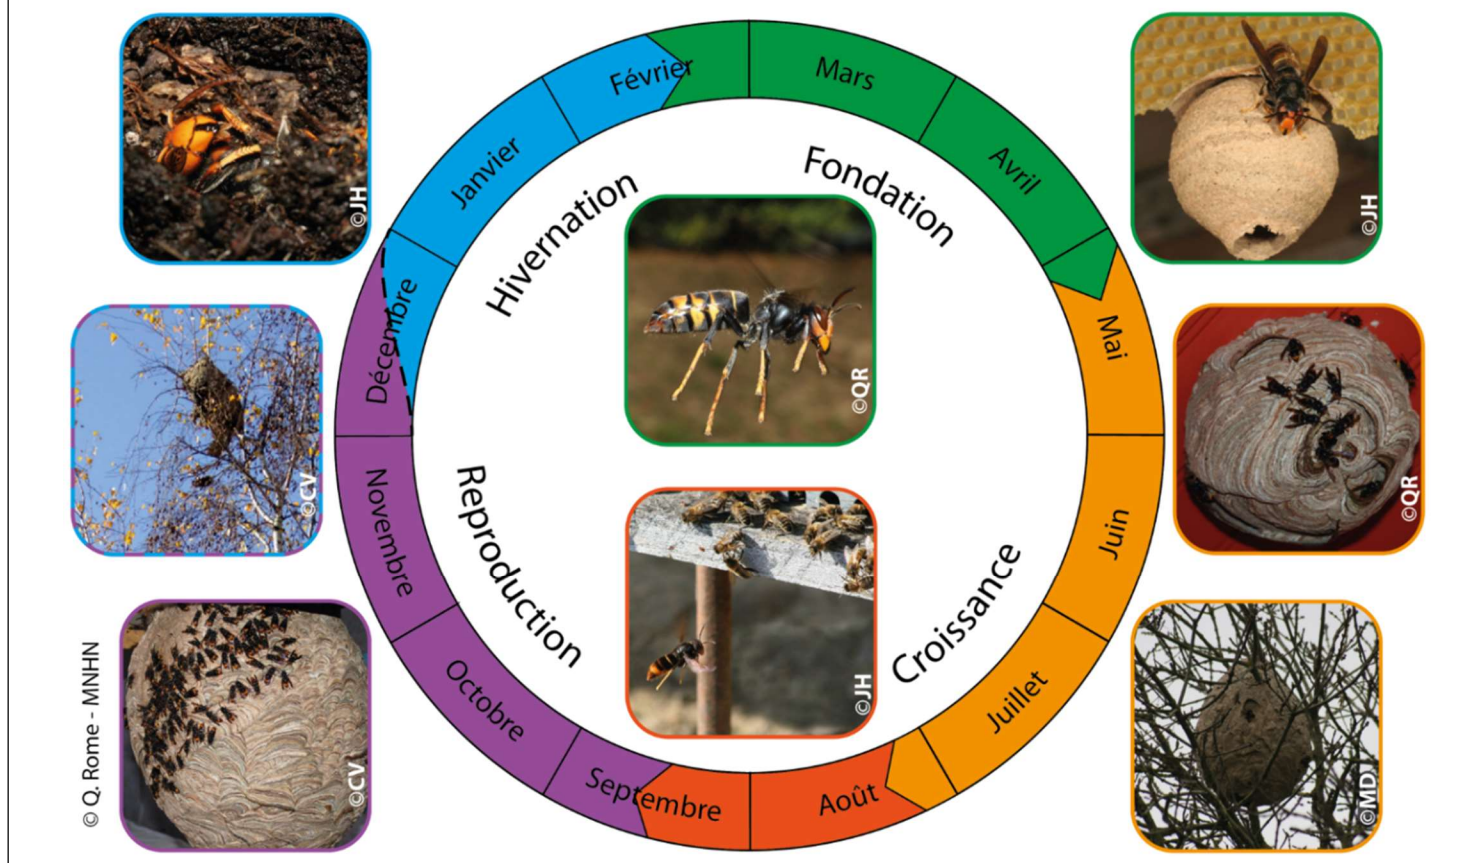 Janvier
Février
Mars
Avril
Mai
Juin
Juillet
Août
Septembre
Octobre
Novembre
Décembre
Hivernation
Fondation
Croissance
Reproduction
©JH
©JH
©QR
©CV
©QR
©JH
©CV
©MD
© Q. Rome - MNHN